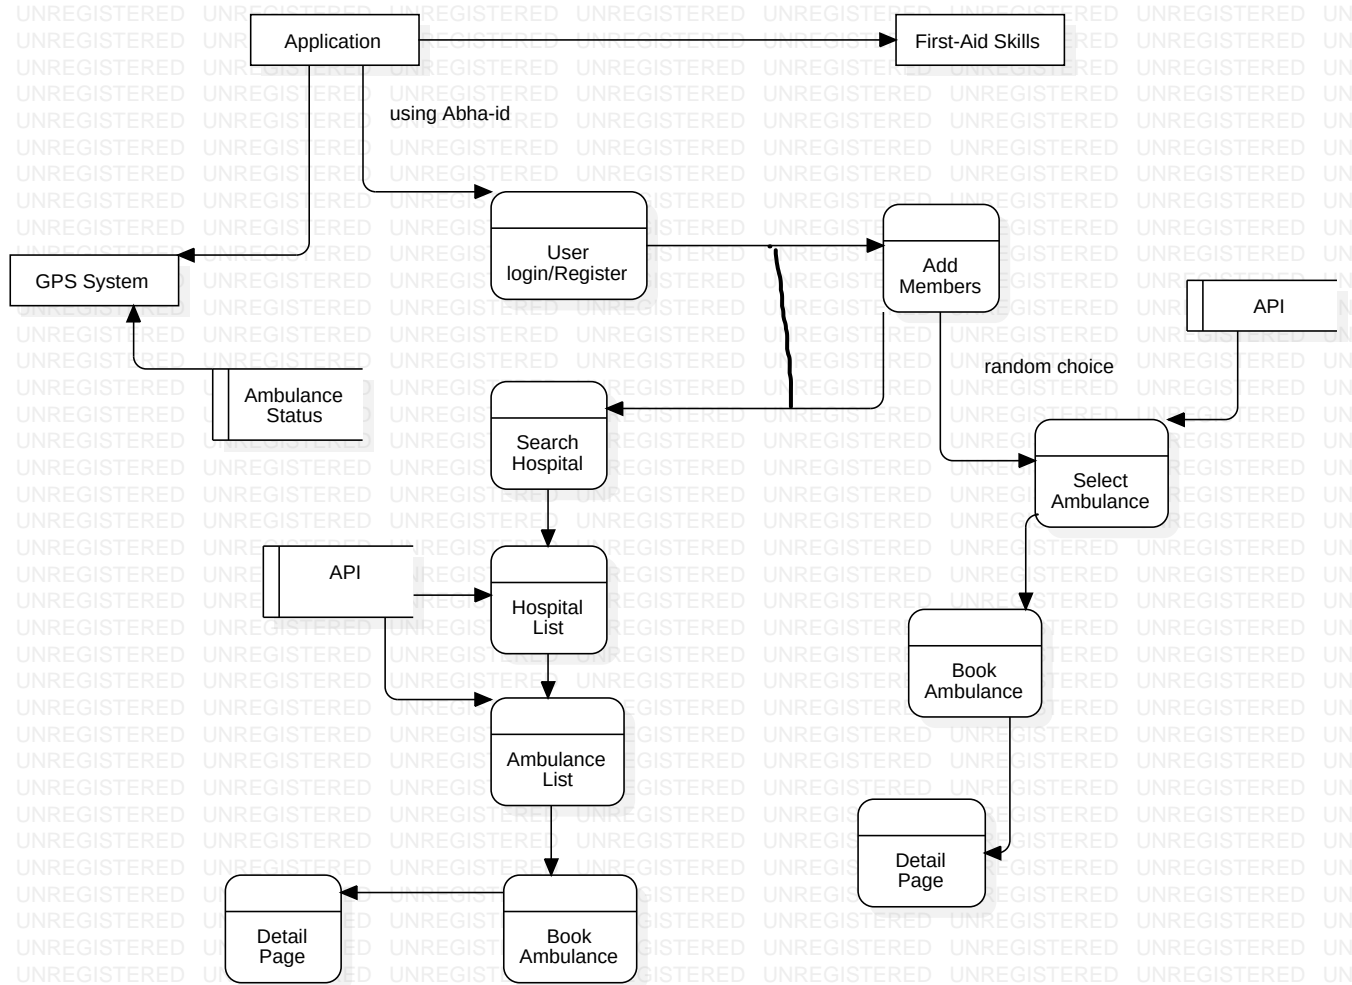 Application
First-Aid Skills
using Abha-id
User
login/Register
Add
Members
GPS System
API
Ambulance
Status
random choice
Search
Hospital
Select
Ambulance
API
Hospital
List
Book
Ambulance
Ambulance
List
Detail
Page
Detail
Page
Book
Ambulance
UNREGISTERED